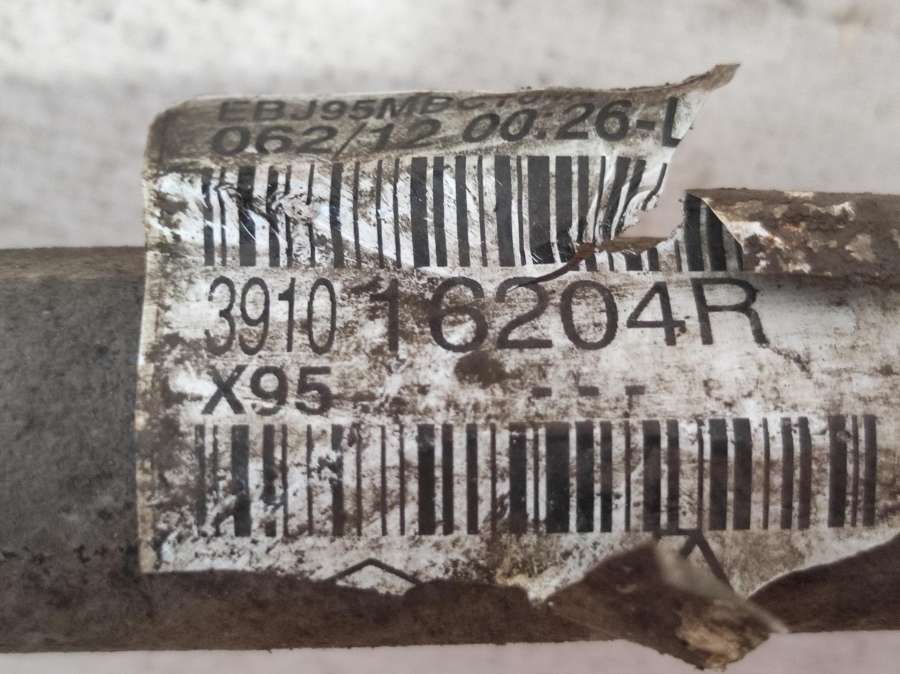 062/12 00:26-L
3910 16204R
X95 - - - -